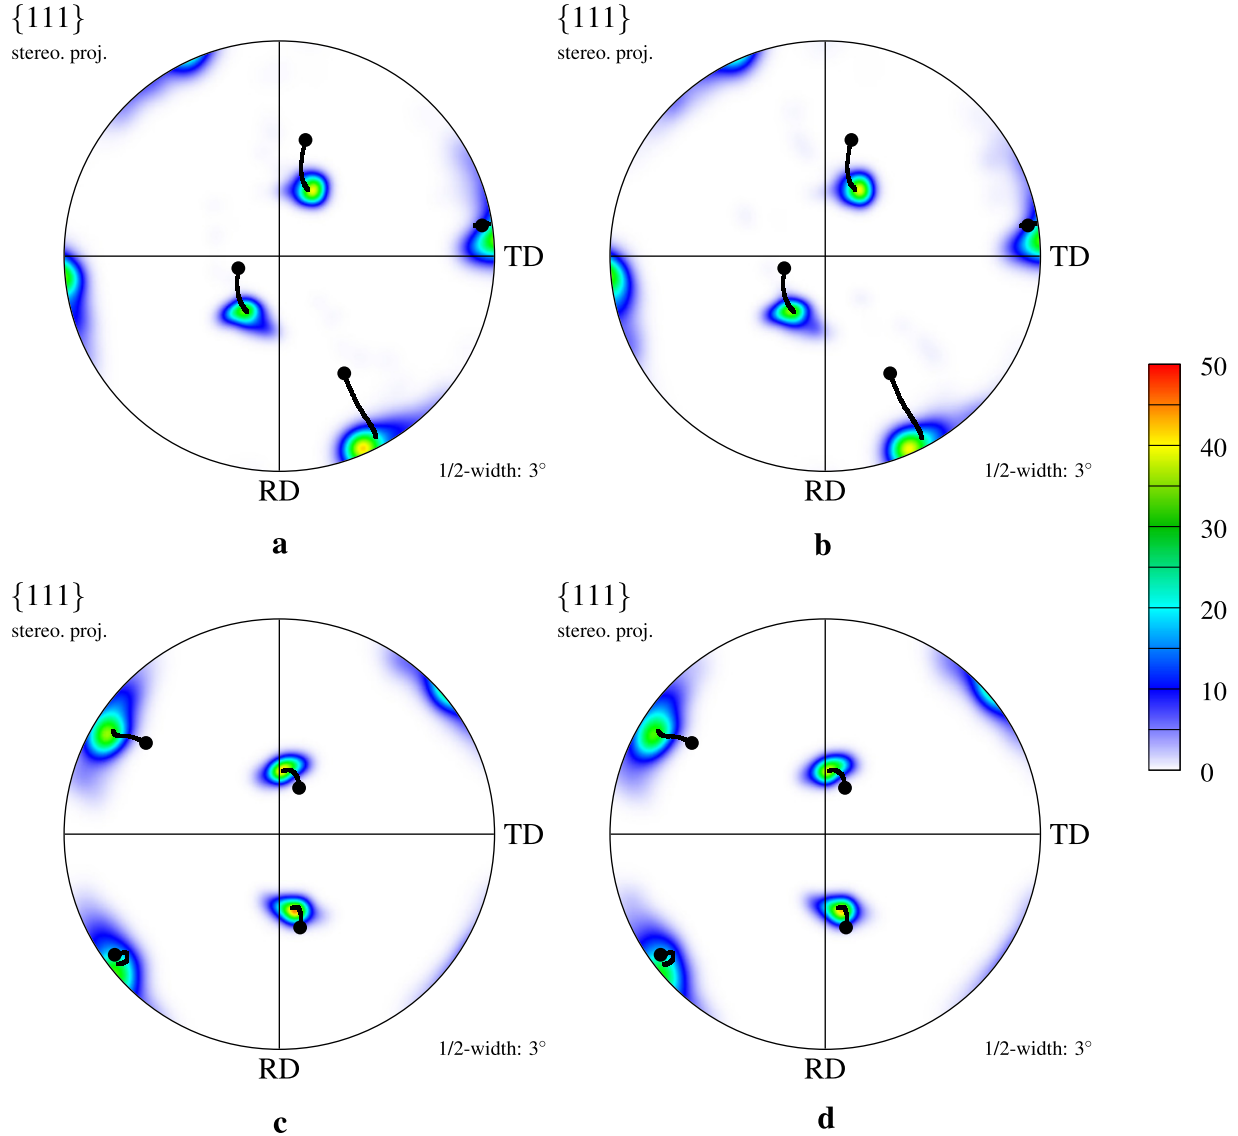 {111}
stereo. proj.
TD
1/2-width: 3°
RD
a
{111}
stereo. proj.
TD
1/2-width: 3°
RD
b
50
40
30
20
10
0
{111}
stereo. proj.
TD
1/2-width: 3°
RD
c
{111}
stereo. proj.
TD
1/2-width: 3°
RD
d